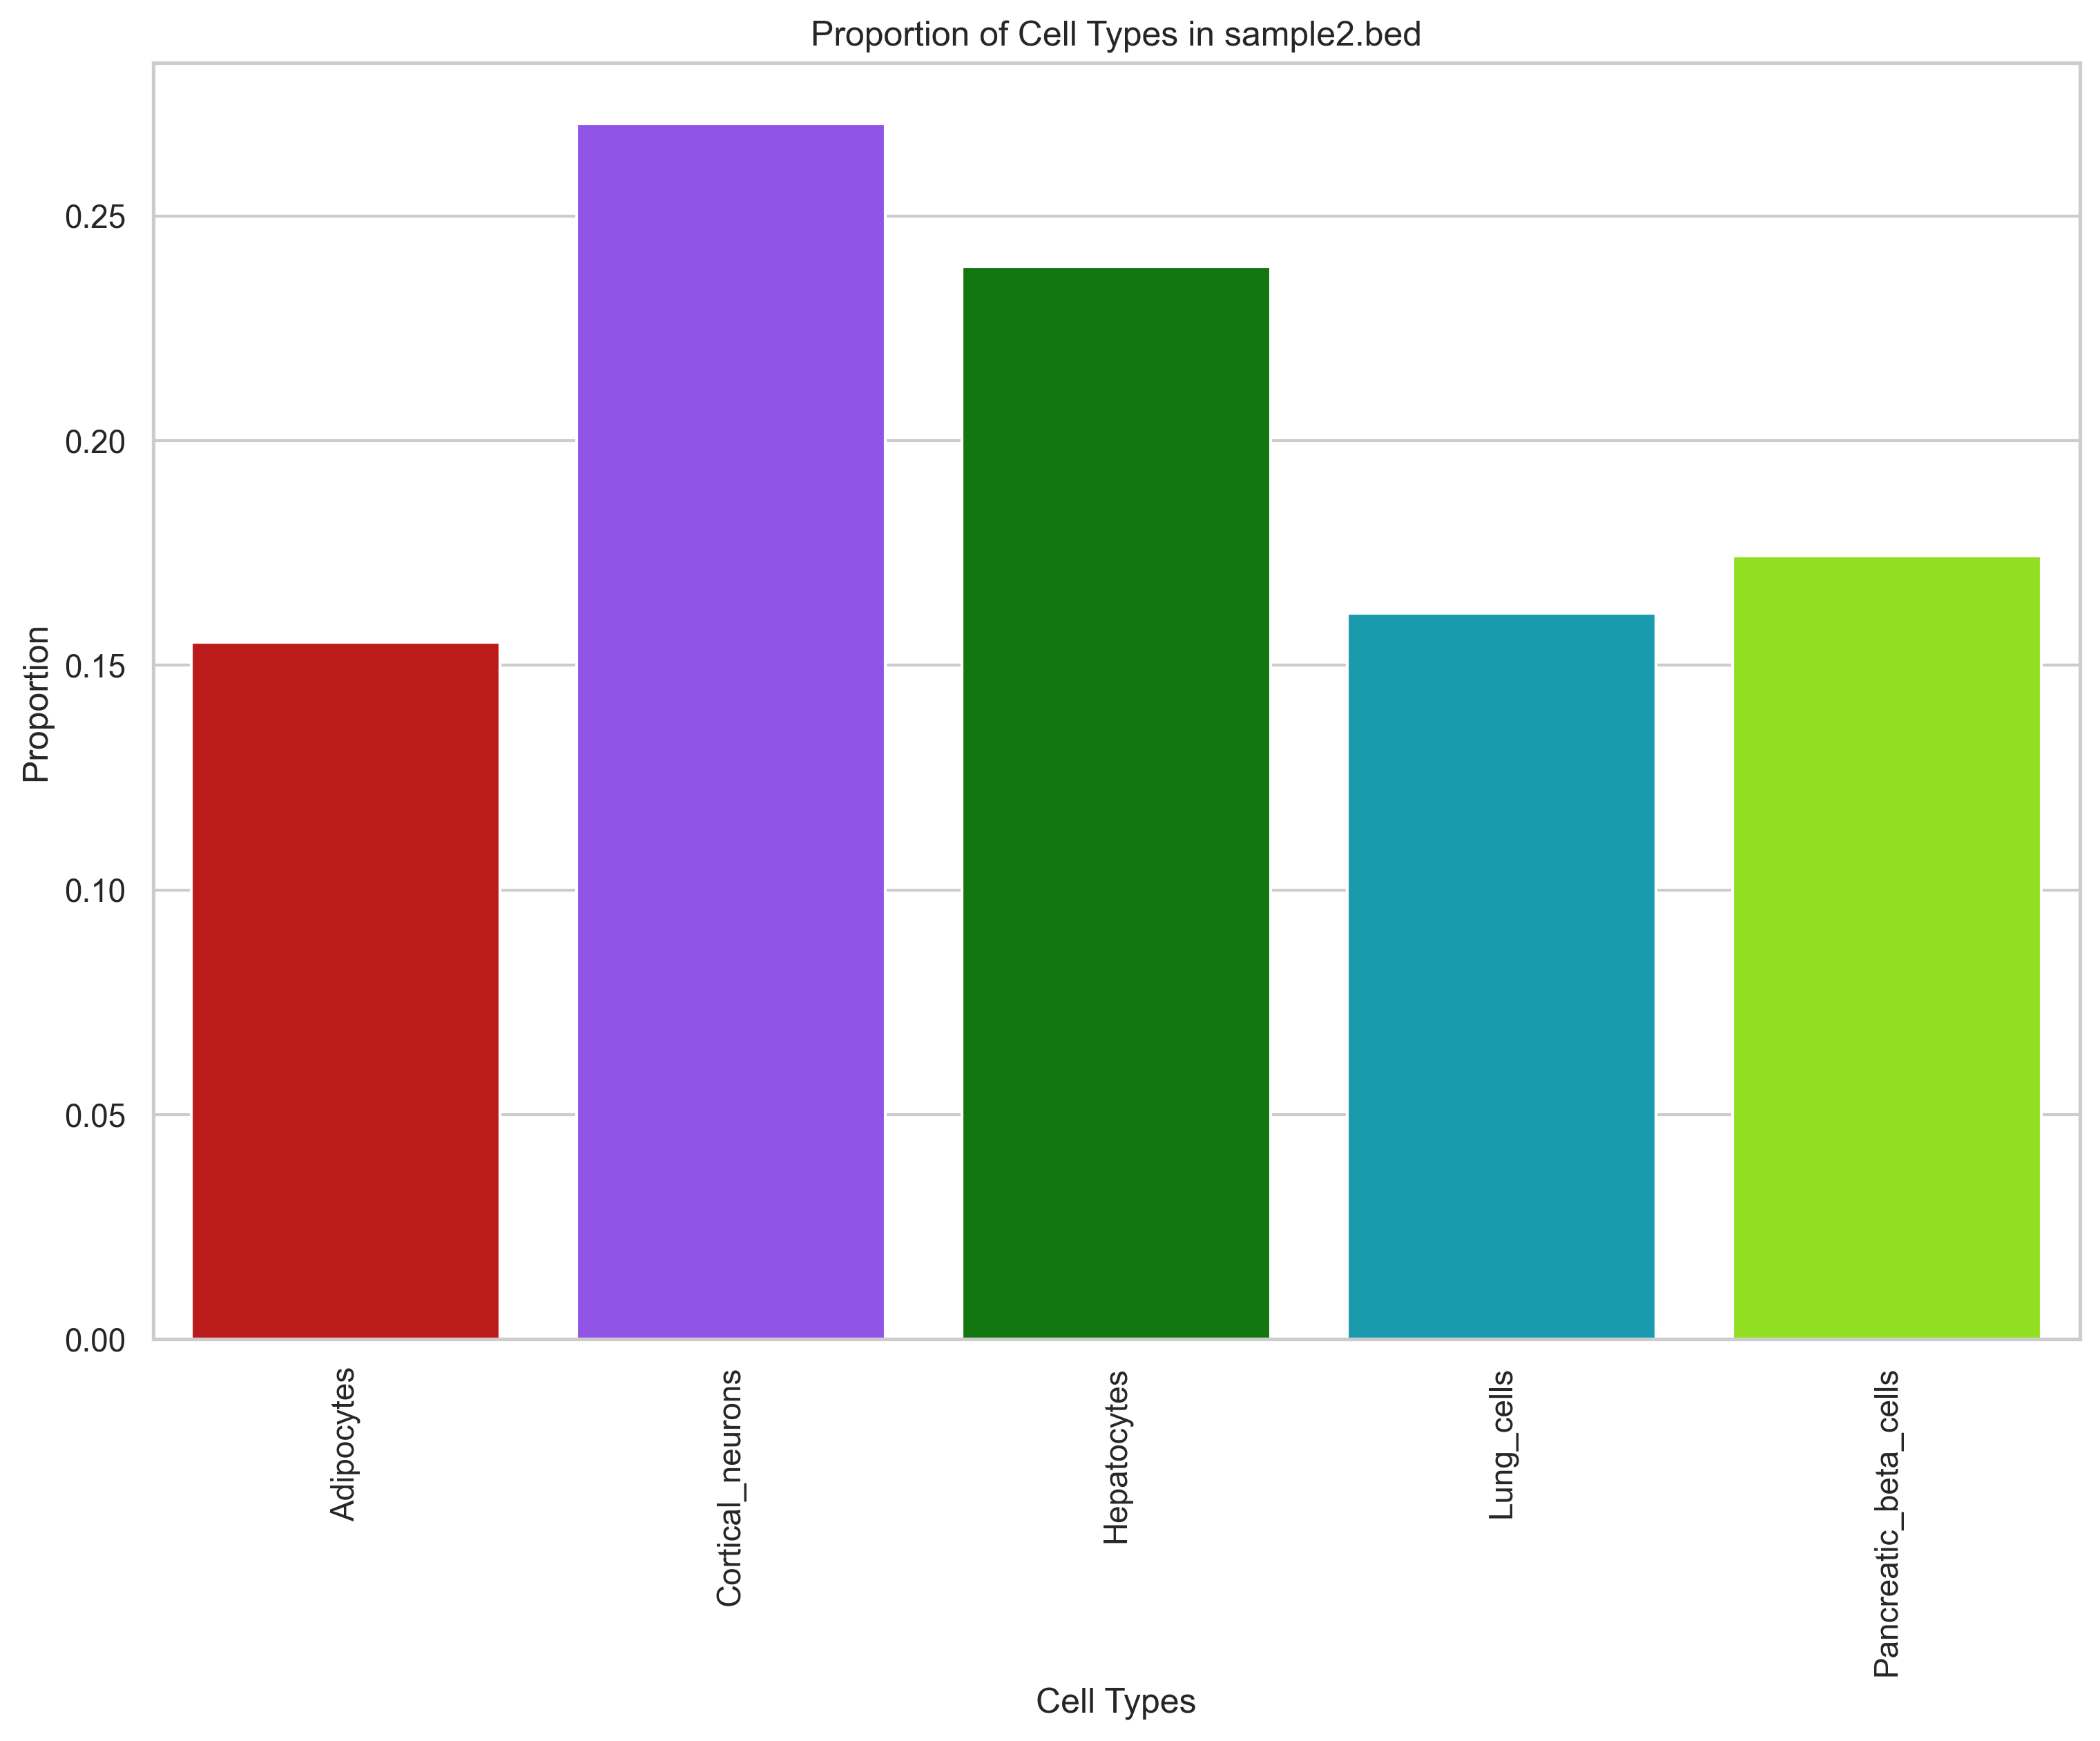 Proportion of Cell Types in sample2.bed
Proportion
0.25
0.20
0.15
0.10
0.05
0.00
Adipocytes
Cortical_neurons
Hepatocytes
Lung_cells
Pancreatic_beta_cells
Cell Types